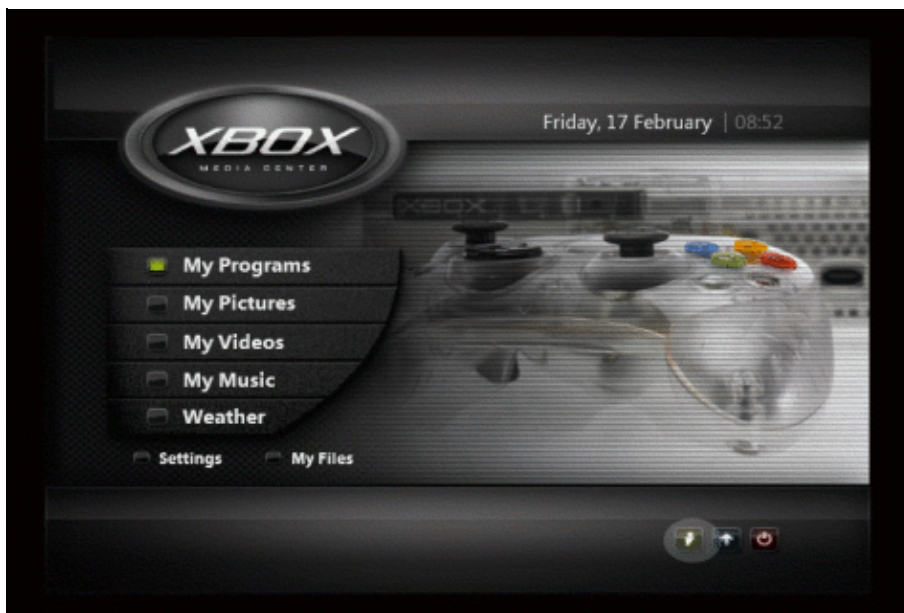 Friday, 17 February | 08:52
XBOX
MEDIA CENTER
XBOX
My Programs
My Pictures
My Videos
My Music
Weather
Settings
My Files